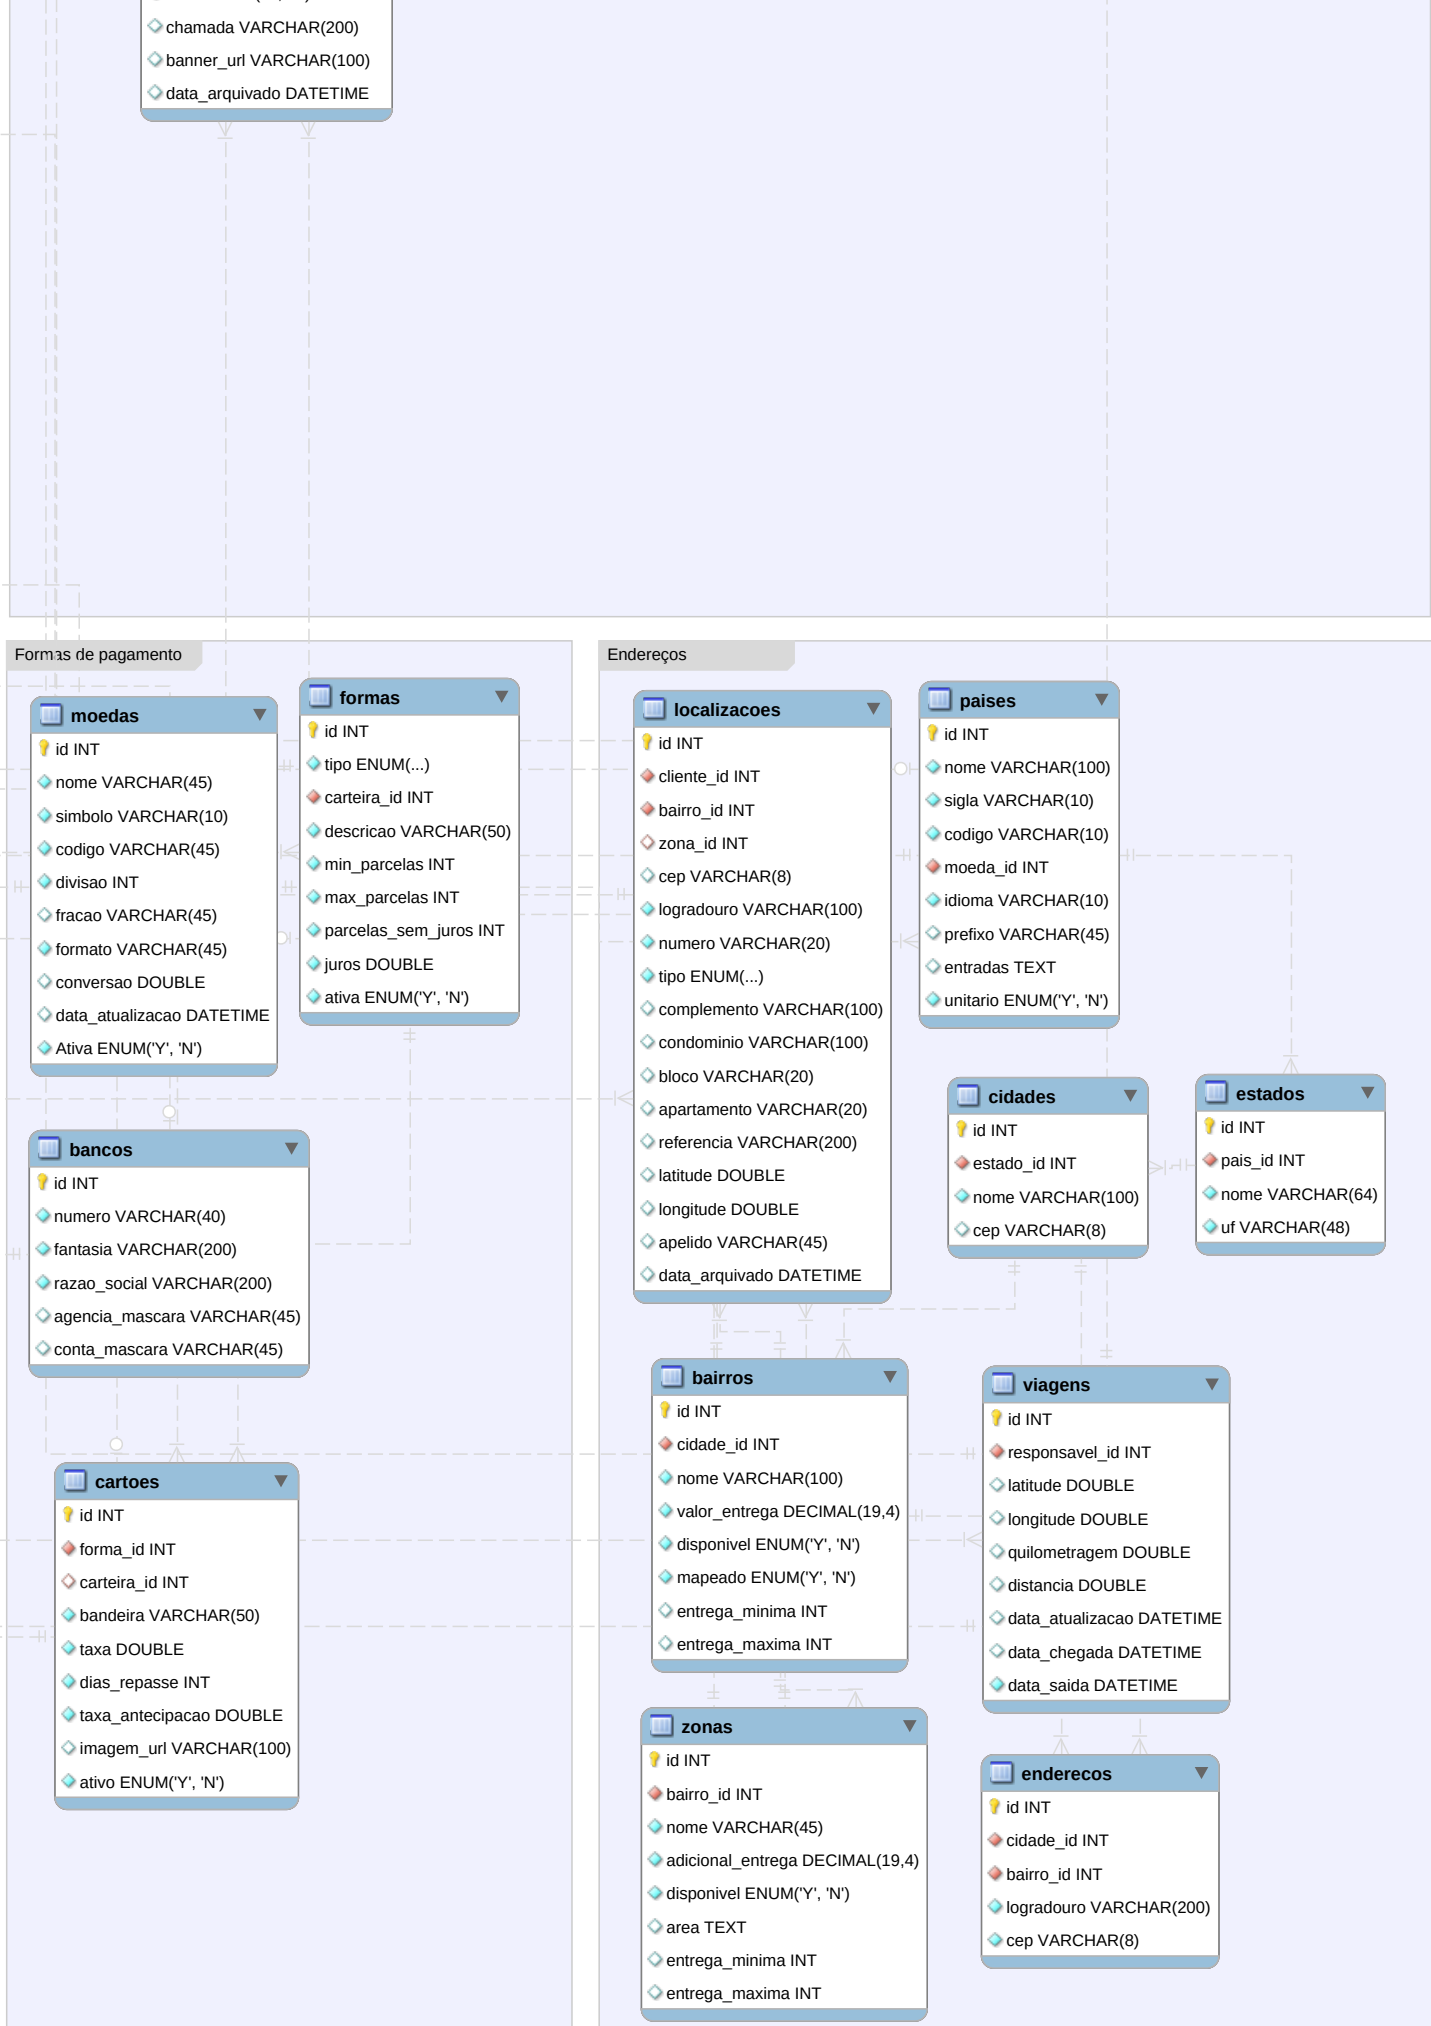 chamada VARCHAR(200)
banner_url VARCHAR(100)
data_arquivado DATETIME
Formas de pagamento
moedas
id INT
nome VARCHAR(45)
simbolo VARCHAR(10)
codigo VARCHAR(45)
divisao INT
fracao VARCHAR(45)
formato VARCHAR(45)
conversao DOUBLE
data_atualizacao DATETIME
Ativa ENUM('Y', 'N')
formas
id INT
tipo ENUM(...)
carteira_id INT
descricao VARCHAR(50)
min_parcelas INT
max_parcelas INT
parcelas_sem_juros INT
juros DOUBLE
ativa ENUM('Y', 'N')
bancos
id INT
numero VARCHAR(40)
fantasia VARCHAR(200)
razao_social VARCHAR(200)
agencia_mascara VARCHAR(45)
conta_mascara VARCHAR(45)
cartoes
id INT
forma_id INT
carteira_id INT
bandeira VARCHAR(50)
taxa DOUBLE
dias_repasse INT
taxa_antecipacao DOUBLE
imagem_url VARCHAR(100)
ativo ENUM('Y', 'N')
Endereços
localizacoes
id INT
cliente_id INT
bairro_id INT
zona_id INT
cep VARCHAR(8)
logradouro VARCHAR(100)
numero VARCHAR(20)
tipo ENUM(...)
complemento VARCHAR(100)
condominio VARCHAR(100)
bloco VARCHAR(20)
apartamento VARCHAR(20)
referencia VARCHAR(200)
latitude DOUBLE
longitude DOUBLE
apelido VARCHAR(45)
data_arquivado DATETIME
paises
id INT
nome VARCHAR(100)
sigla VARCHAR(10)
codigo VARCHAR(10)
moeda_id INT
idioma VARCHAR(10)
prefixo VARCHAR(45)
entradas TEXT
unitario ENUM('Y', 'N')
cidades
id INT
estado_id INT
nome VARCHAR(100)
cep VARCHAR(8)
estados
id INT
pais_id INT
nome VARCHAR(64)
uf VARCHAR(48)
bairros
id INT
cidade_id INT
nome VARCHAR(100)
valor_entrega DECIMAL(19,4)
disponivel ENUM('Y', 'N')
mapeado ENUM('Y', 'N')
entrega_minima INT
entrega_maxima INT
viagens
id INT
responsavel_id INT
latitude DOUBLE
longitude DOUBLE
quilometragem DOUBLE
distancia DOUBLE
data_atualizacao DATETIME
data_chegada DATETIME
data_saida DATETIME
zonas
id INT
bairro_id INT
nome VARCHAR(45)
adicional_entrega DECIMAL(19,4)
disponivel ENUM('Y', 'N')
area TEXT
entrega_minima INT
entrega_maxima INT
enderecos
id INT
cidade_id INT
bairro_id INT
logradouro VARCHAR(200)
cep VARCHAR(8)